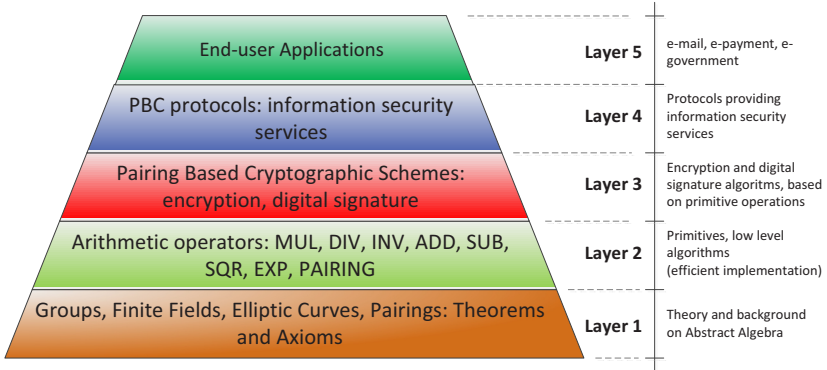 End-user Applications
Layer 5
e-mail, e-payment, e-
government
PBC protocols: information security
services
Layer 4
Protocols providing
information security
services
Pairing Based Cryptographic Schemes:
encryption, digital signature
Layer 3
Encryption and digital
signature algoritms, based
on primitive operations
Arithmetic operators: MUL, DIV, INV, ADD, SUB,
SQR, EXP, PAIRING
Layer 2
Primitives, low level
algorithms
(efficient implementation)
Groups, Finite Fields, Elliptic Curves, Pairings: Theorems
and Axioms
Layer 1
Theory and background
on Abstract Algebra